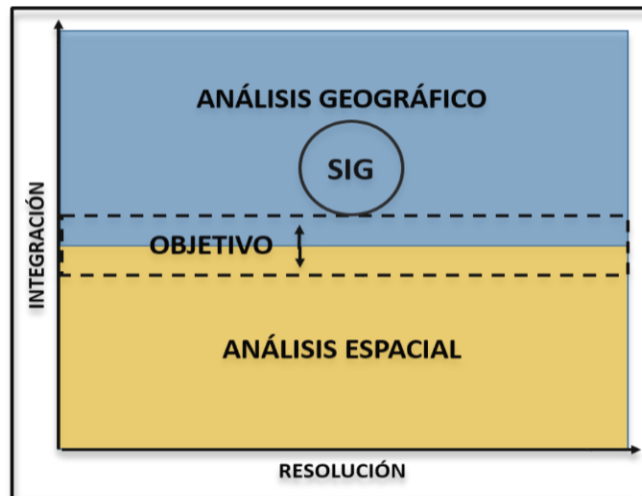 ANÁLISIS GEOGRÁFICO
SIG
OBJETIVO
INTEGRACIÓN
ANÁLISIS ESPACIAL
RESOLUCIÓN